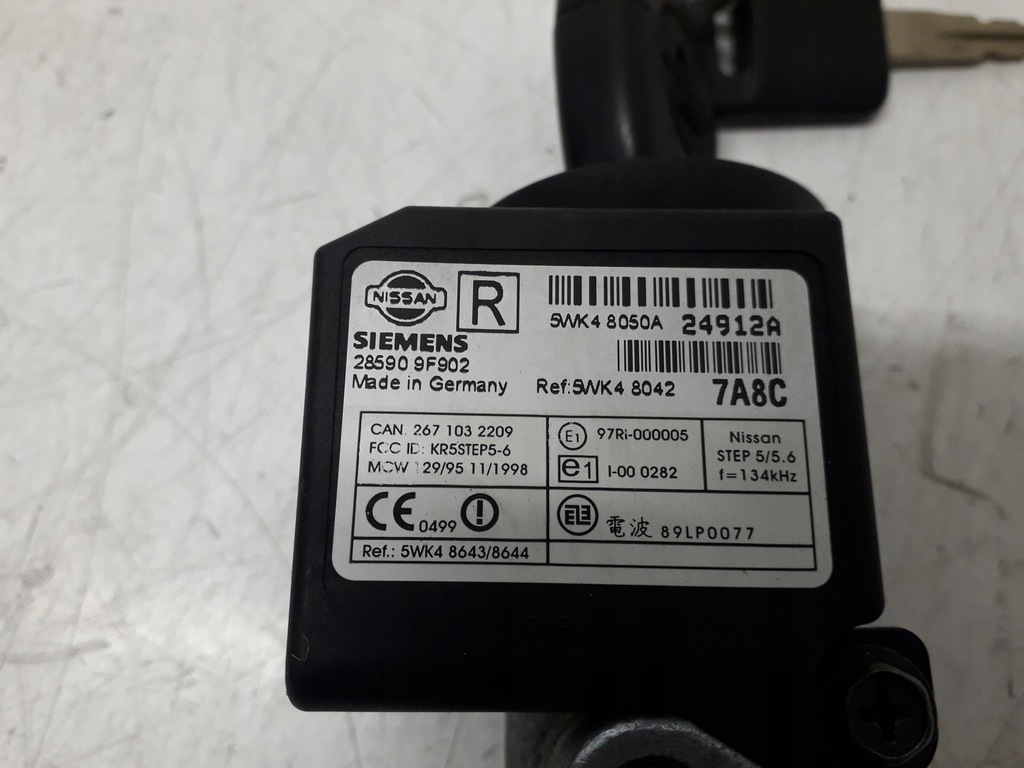 NISSAN
R
5WK4 8050A 24912A
SIEMENS
28590 9F902
Made in Germany
Ref:5WK4 8042 7A8C
CAN. 267 103 2209
FCC ID: KR5STEP5-6
MCW 129/95 11/1998
E1 97RI-000005
e1 I-00 0282
Nissan
STEP 5/5.6
f=134kHz
CE 0499
電波 89LP0077
Ref.: 5WK4 8643/8644